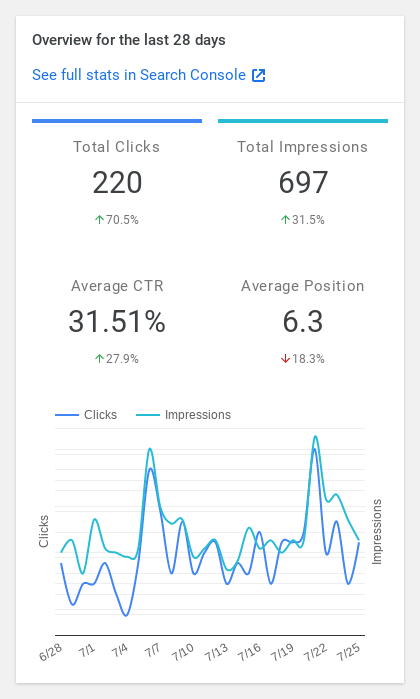 Overview for the last 28 days
See full stats in Search Console
Total Clicks
220
70.5%
Total Impressions
697
31.5%
Average CTR
31.51%
27.9%
Average Position
6.3
18.3%
Clicks
Impressions
Clicks
Impressions
6/28
7/1
7/4
7/7
7/10
7/13
7/16
7/19
7/22
7/25